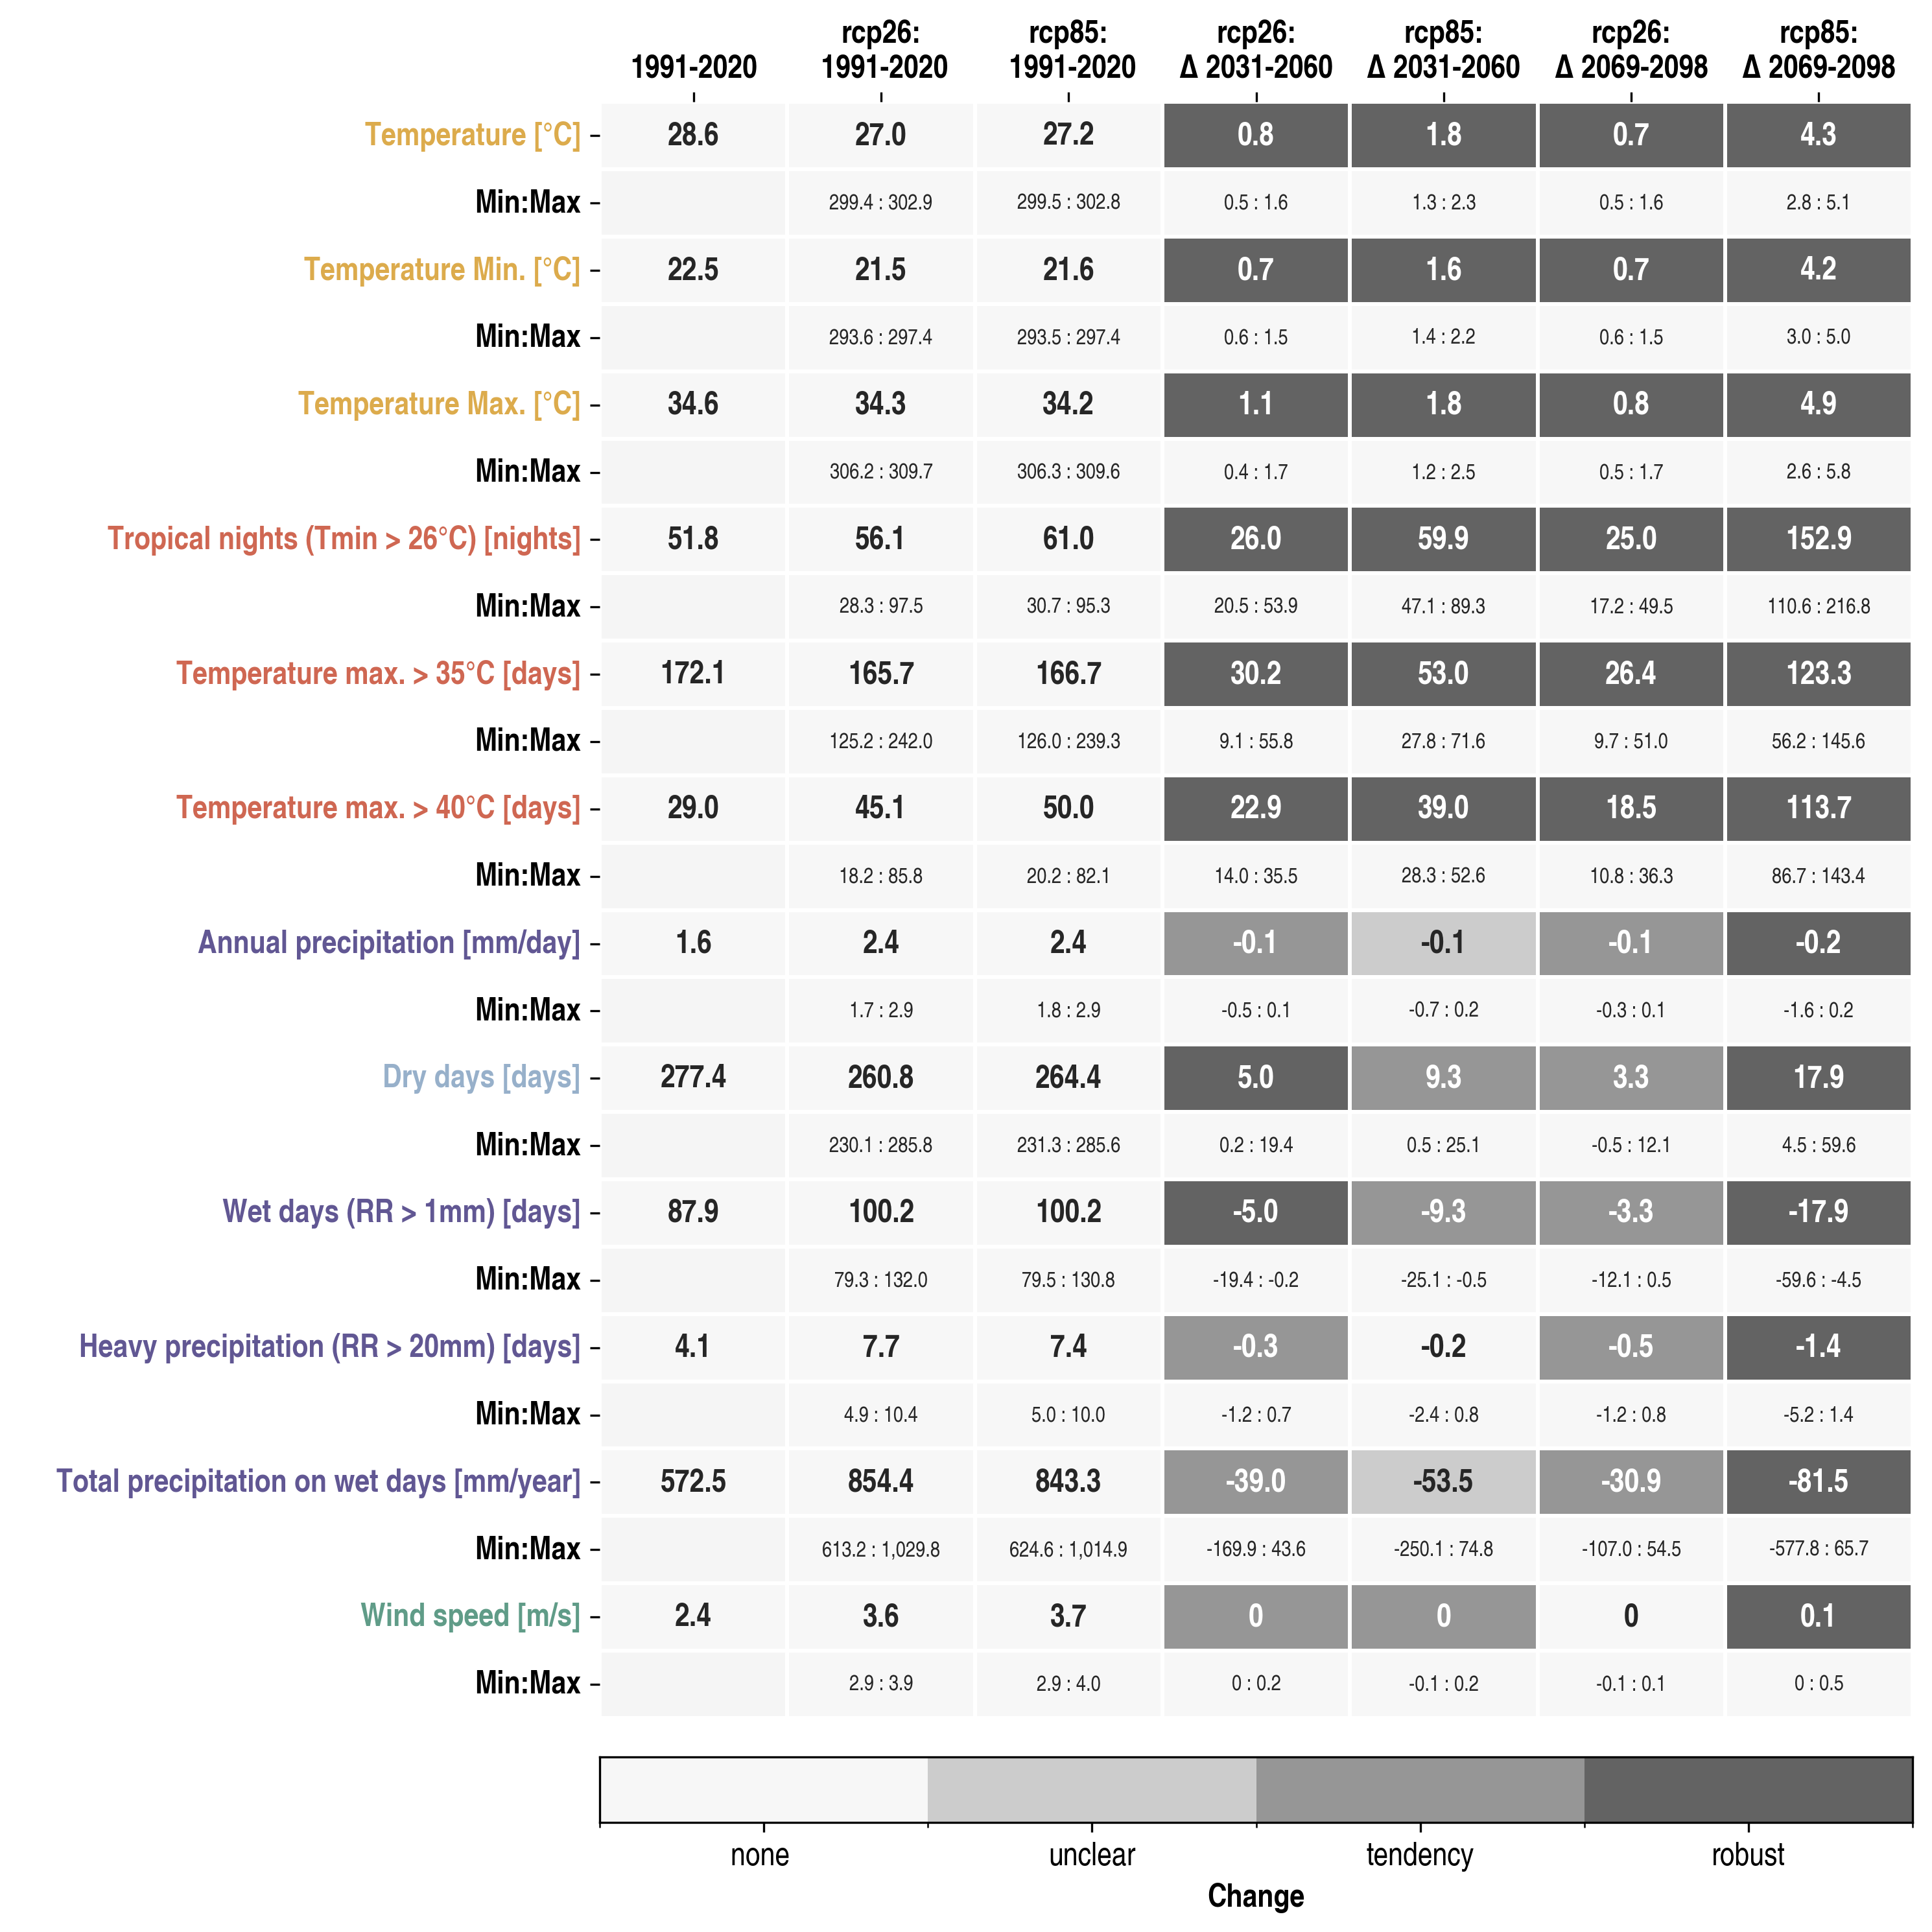 rcp26: rcp85: rcp26: rcp85: rcp26: rcp85:
1991-2020 1991-2020 1991-2020 Δ 2031-2060 Δ 2031-2060 Δ 2069-2098 Δ 2069-2098
Temperature [°C] 28.6 27.0 27.2 0.8 1.8 0.7 4.3
Min:Max 299.4 : 302.9 299.5 : 302.8 0.5 : 1.6 1.3 : 2.3 0.5 : 1.6 2.8 : 5.1
Temperature Min. [°C] 22.5 21.5 21.6 0.7 1.6 0.7 4.2
Min:Max 293.6 : 297.4 293.5 : 297.4 0.6 : 1.5 1.4 : 2.2 0.6 : 1.5 3.0 : 5.0
Temperature Max. [°C] 34.6 34.3 34.2 1.1 1.8 0.8 4.9
Min:Max 306.2 : 309.7 306.3 : 309.6 0.4 : 1.7 1.2 : 2.5 0.5 : 1.7 2.6 : 5.8
Tropical nights (Tmin > 26°C) [nights] 51.8 56.1 61.0 26.0 59.9 25.0 152.9
Min:Max 28.3 : 97.5 30.7 : 95.3 20.5 : 53.9 47.1 : 89.3 17.2 : 49.5 110.6 : 216.8
Temperature max. > 35°C [days] 172.1 165.7 166.7 30.2 53.0 26.4 123.3
Min:Max 125.2 : 242.0 126.0 : 239.3 9.1 : 55.8 27.8 : 71.6 9.7 : 51.0 56.2 : 145.6
Temperature max. > 40°C [days] 29.0 45.1 50.0 22.9 39.0 18.5 113.7
Min:Max 18.2 : 85.8 20.2 : 82.1 14.0 : 35.5 28.3 : 52.6 10.8 : 36.3 86.7 : 143.4
Annual precipitation [mm/day] 1.6 2.4 2.4 -0.1 -0.1 -0.1 -0.2
Min:Max 1.7 : 2.9 1.8 : 2.9 -0.5 : 0.1 -0.7 : 0.2 -0.3 : 0.1 -1.6 : 0.2
Dry days [days] 277.4 260.8 264.4 5.0 9.3 3.3 17.9
Min:Max 230.1 : 285.8 231.3 : 285.6 0.2 : 19.4 0.5 : 25.1 -0.5 : 12.1 4.5 : 59.6
Wet days (RR > 1mm) [days] 87.9 100.2 100.2 -5.0 -9.3 -3.3 -17.9
Min:Max 79.3 : 132.0 79.5 : 130.8 -19.4 : -0.2 -25.1 : -0.5 -12.1 : 0.5 -59.6 : -4.5
Heavy precipitation (RR > 20mm) [days] 4.1 7.7 7.4 -0.3 -0.2 -0.5 -1.4
Min:Max 4.9 : 10.4 5.0 : 10.0 -1.2 : 0.7 -2.4 : 0.8 -1.2 : 0.8 -5.2 : 1.4
Total precipitation on wet days [mm/year] 572.5 854.4 843.3 -39.0 -53.5 -30.9 -81.5
Min:Max 613.2 : 1,029.8 624.6 : 1,014.9 -169.9 : 43.6 -250.1 : 74.8 -107.0 : 54.5 -577.8 : 65.7
Wind speed [m/s] 2.4 3.6 3.7 0 0 0 0.1
Min:Max 2.9 : 3.9 2.9 : 4.0 0 : 0.2 -0.1 : 0.2 -0.1 : 0.1 0 : 0.5
none unclear tendency robust
Change